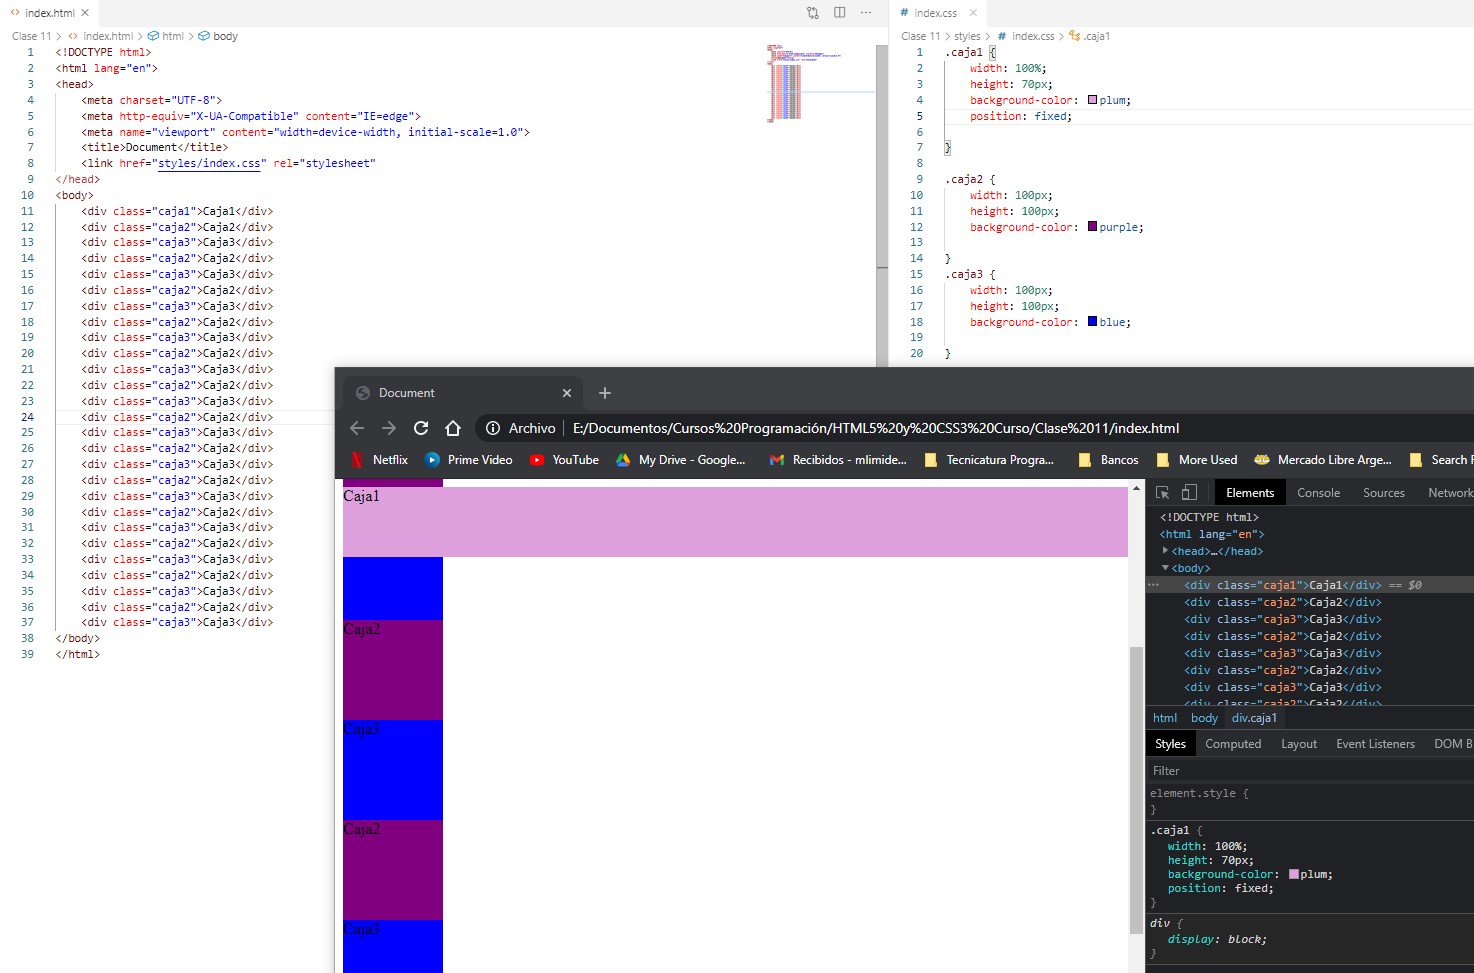 index.html
Clase 11 > index.html > html > body
1 <!DOCTYPE html>
2 <html lang="en">
3 <head>
4 <meta charset="UTF-8">
5 <meta http-equiv="X-UA-Compatible" content="IE=edge">
6 <meta name="viewport" content="width=device-width, initial-scale=1.0">
7 <title>Document</title>
8 <link href="styles/index.css" rel="stylesheet"
9 </head>
10 <body>
11 <div class="caja1">Caja1</div>
12 <div class="caja2">Caja2</div>
13 <div class="caja3">Caja3</div>
14 <div class="caja2">Caja2</div>
15 <div class="caja3">Caja3</div>
16 <div class="caja2">Caja2</div>
17 <div class="caja3">Caja3</div>
18 <div class="caja2">Caja2</div>
19 <div class="caja3">Caja3</div>
20 <div class="caja2">Caja2</div>
21 <div class="caja3">Caja3</div>
22 <div class="caja2">Caja2</div>
23 <div class="caja3">Caja3</div>
24 <div class="caja2">Caja2</div>
25 <div class="caja3">Caja3</div>
26 <div class="caja2">Caja2</div>
27 <div class="caja3">Caja3</div>
28 <div class="caja2">Caja2</div>
29 <div class="caja3">Caja3</div>
30 <div class="caja2">Caja2</div>
31 <div class="caja3">Caja3</div>
32 <div class="caja2">Caja2</div>
33 <div class="caja3">Caja3</div>
34 <div class="caja2">Caja2</div>
35 <div class="caja3">Caja3</div>
36 <div class="caja2">Caja2</div>
37 <div class="caja3">Caja3</div>
38 </body>
39 </html>
# index.css
Clase 11 > styles > # index.css > .caja1
1 .caja1 {
2 width: 100%;
3 height: 70px;
4 background-color: plum;
5 position: fixed;
6
7 }
8
9 .caja2 {
10 width: 100px;
11 height: 100px;
12 background-color: purple;
13
14 }
15 .caja3 {
16 width: 100px;
17 height: 100px;
18 background-color: blue;
19
20 }
Document
Archivo | E:/Documentos/Cursos%20Programación/HTML5%20y%20CSS3%20Curso/Clase%2011/index.html
Netflix Prime Video YouTube My Drive - Google... Recibidos - mlimide... Tecnicatura Progra... Bancos More Used Mercado Libre Arge... Search
Caja1
Caja2
Caja3
Caja2
Caja3
Elements Console Sources Network
<!DOCTYPE html>
<html lang="en">
<head>…</head>
<body>
<div class="caja1">Caja1</div> == $0
<div class="caja2">Caja2</div>
<div class="caja3">Caja3</div>
<div class="caja2">Caja2</div>
<div class="caja3">Caja3</div>
<div class="caja2">Caja2</div>
<div class="caja3">Caja3</div>
<div class="caja2">Caja2</div>
html body div.caja1
Styles Computed Layout Event Listeners DOM B
Filter
element.style {
}
.caja1 {
width: 100%;
height: 70px;
background-color: plum;
position: fixed;
}
div {
display: block;
}